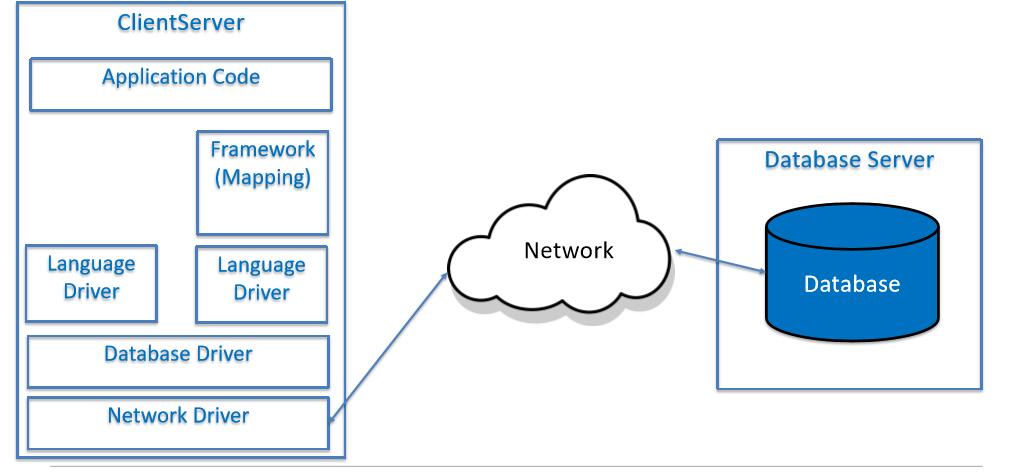 ClientServer
Application Code
Framework
(Mapping)
Language
Driver
Language
Driver
Database Driver
Network Driver
Network
Database Server
Database